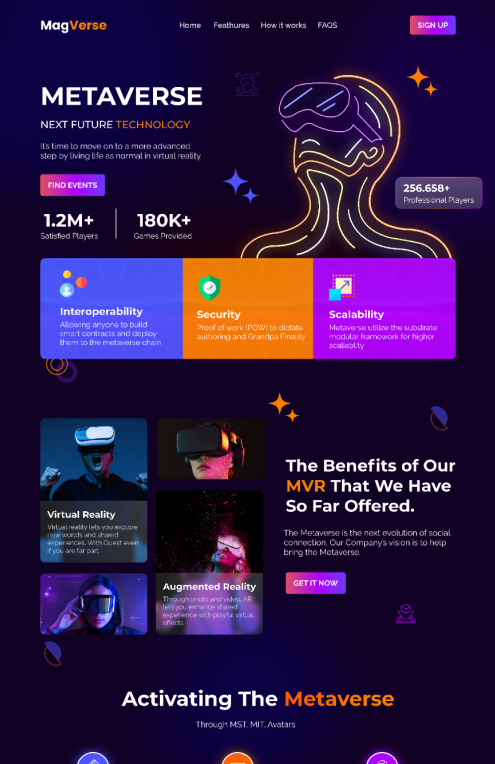 MagVerse
Home Feathures How it works FAQS
SIGN UP
METAVERSE
NEXT FUTURE TECHNOLOGY
It's time to move on to a more advanced
step by living life as normal in virtual reality.
FIND EVENTS
256.658+
Professional Players
1.2M+
Satisfied Players
180K+
Games Provided
Interoperability
Allowing anyone to build
smart contracts and deploy
them to the metaverse chain
Security
Proof of work (POW) to dictate
authoring and Grandpa Finality
Scalability
Metaverse utilize the substrate
modular framework for higher
scaliablity
Virtual Reality
Virtual reality lets you explore
new worlds and shared
experiences. With Quest even
if you are far part
Augmented Reality
Through photo and video, AR
lets you enhance shared
experience with playful virtual
effects.
The Benefits of Our
MVR That We Have
So Far Offered.
The Metaverse is the next evolution of social
connection. Our Company's vision is to help
bring the Metaverse.
GET IT NOW
Activating The Metaverse
Through MST. MIT. Avatars